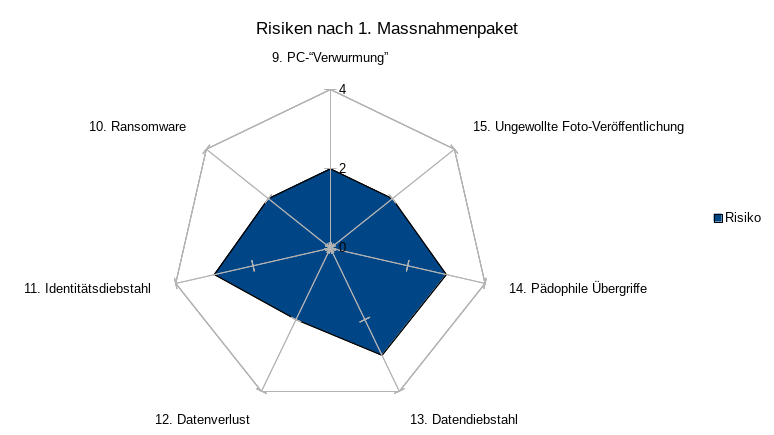 Risiken nach 1. Massnahmenpaket
9. PC-“Verwurmung”
4
10. Ransomware
15. Ungewollte Foto-Veröffentlichung
2
Risiko
0
11. Identitätsdiebstahl
14. Pädophile Übergriffe
12. Datenverlust
13. Datendiebstahl